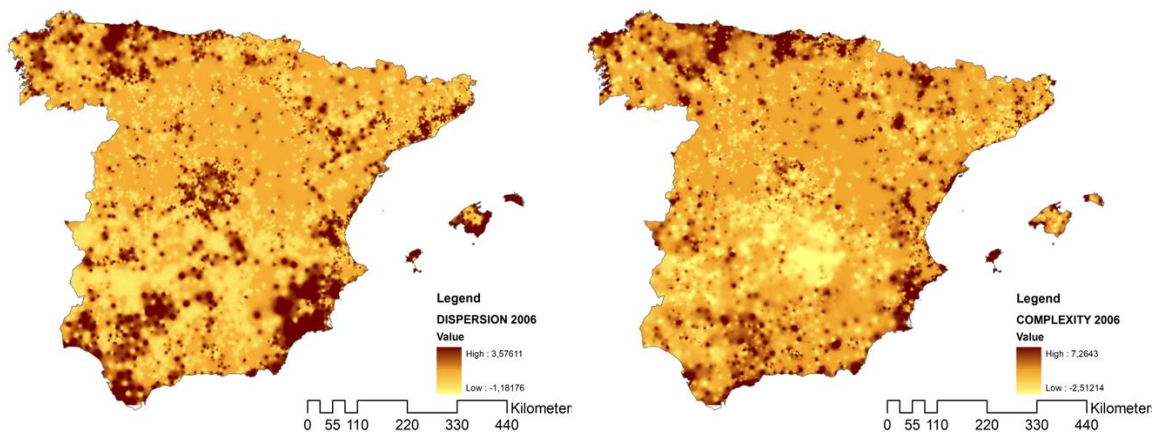 Legend
DISPERSION 2006
Value
High : 3,57611
Low : -1,18176
Kilometers
0 55 110 220 330 440
Legend
COMPLEXITY 2006
Value
High : 7,2643
Low : -2,51214
Kilometers
0 55 110 220 330 440